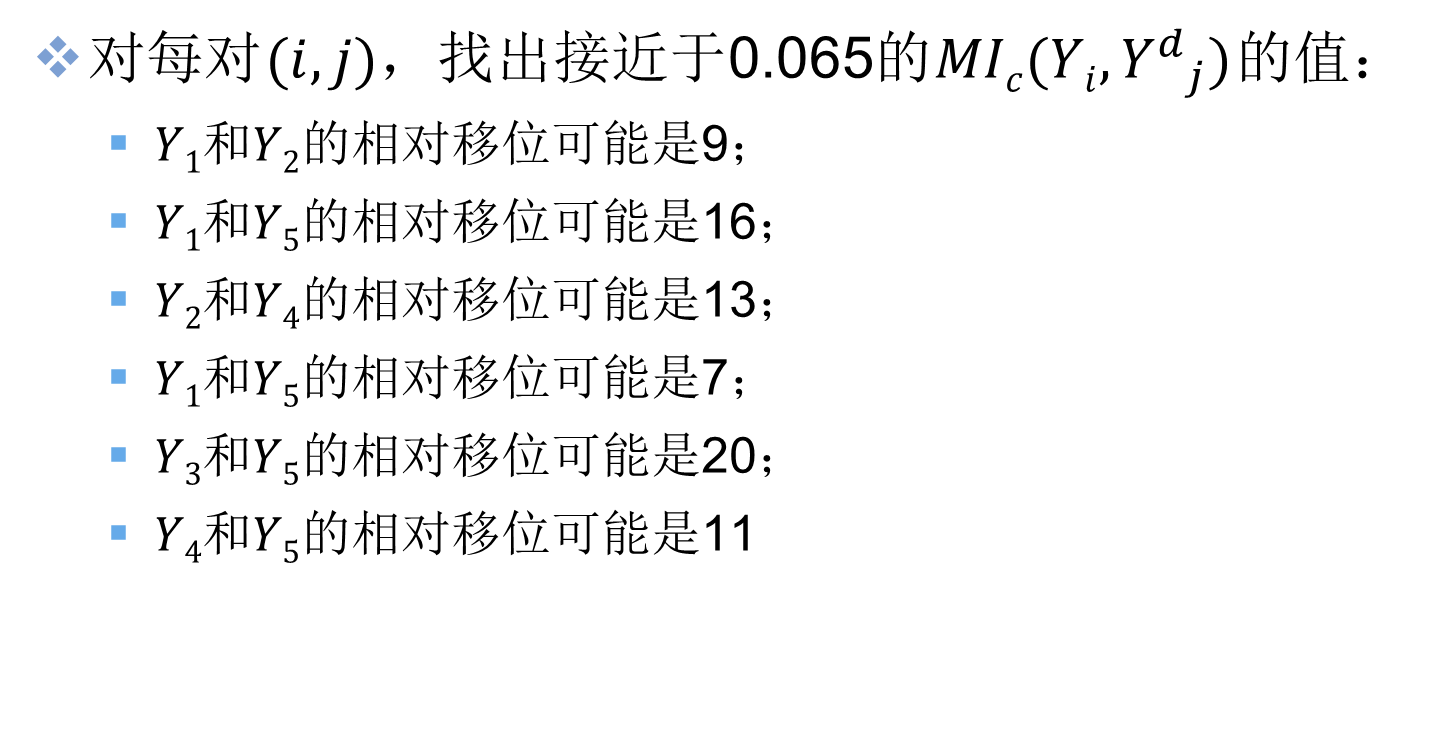 ❖对每对(i,j)，找出接近于0.065的MI_c(Y_i,Y^d_j)的值：
▪ Y_1和Y_2的相对移位可能是9；
▪ Y_1和Y_5的相对移位可能是16；
▪ Y_2和Y_4的相对移位可能是13；
▪ Y_1和Y_5的相对移位可能是7；
▪ Y_3和Y_5的相对移位可能是20；
▪ Y_4和Y_5的相对移位可能是11